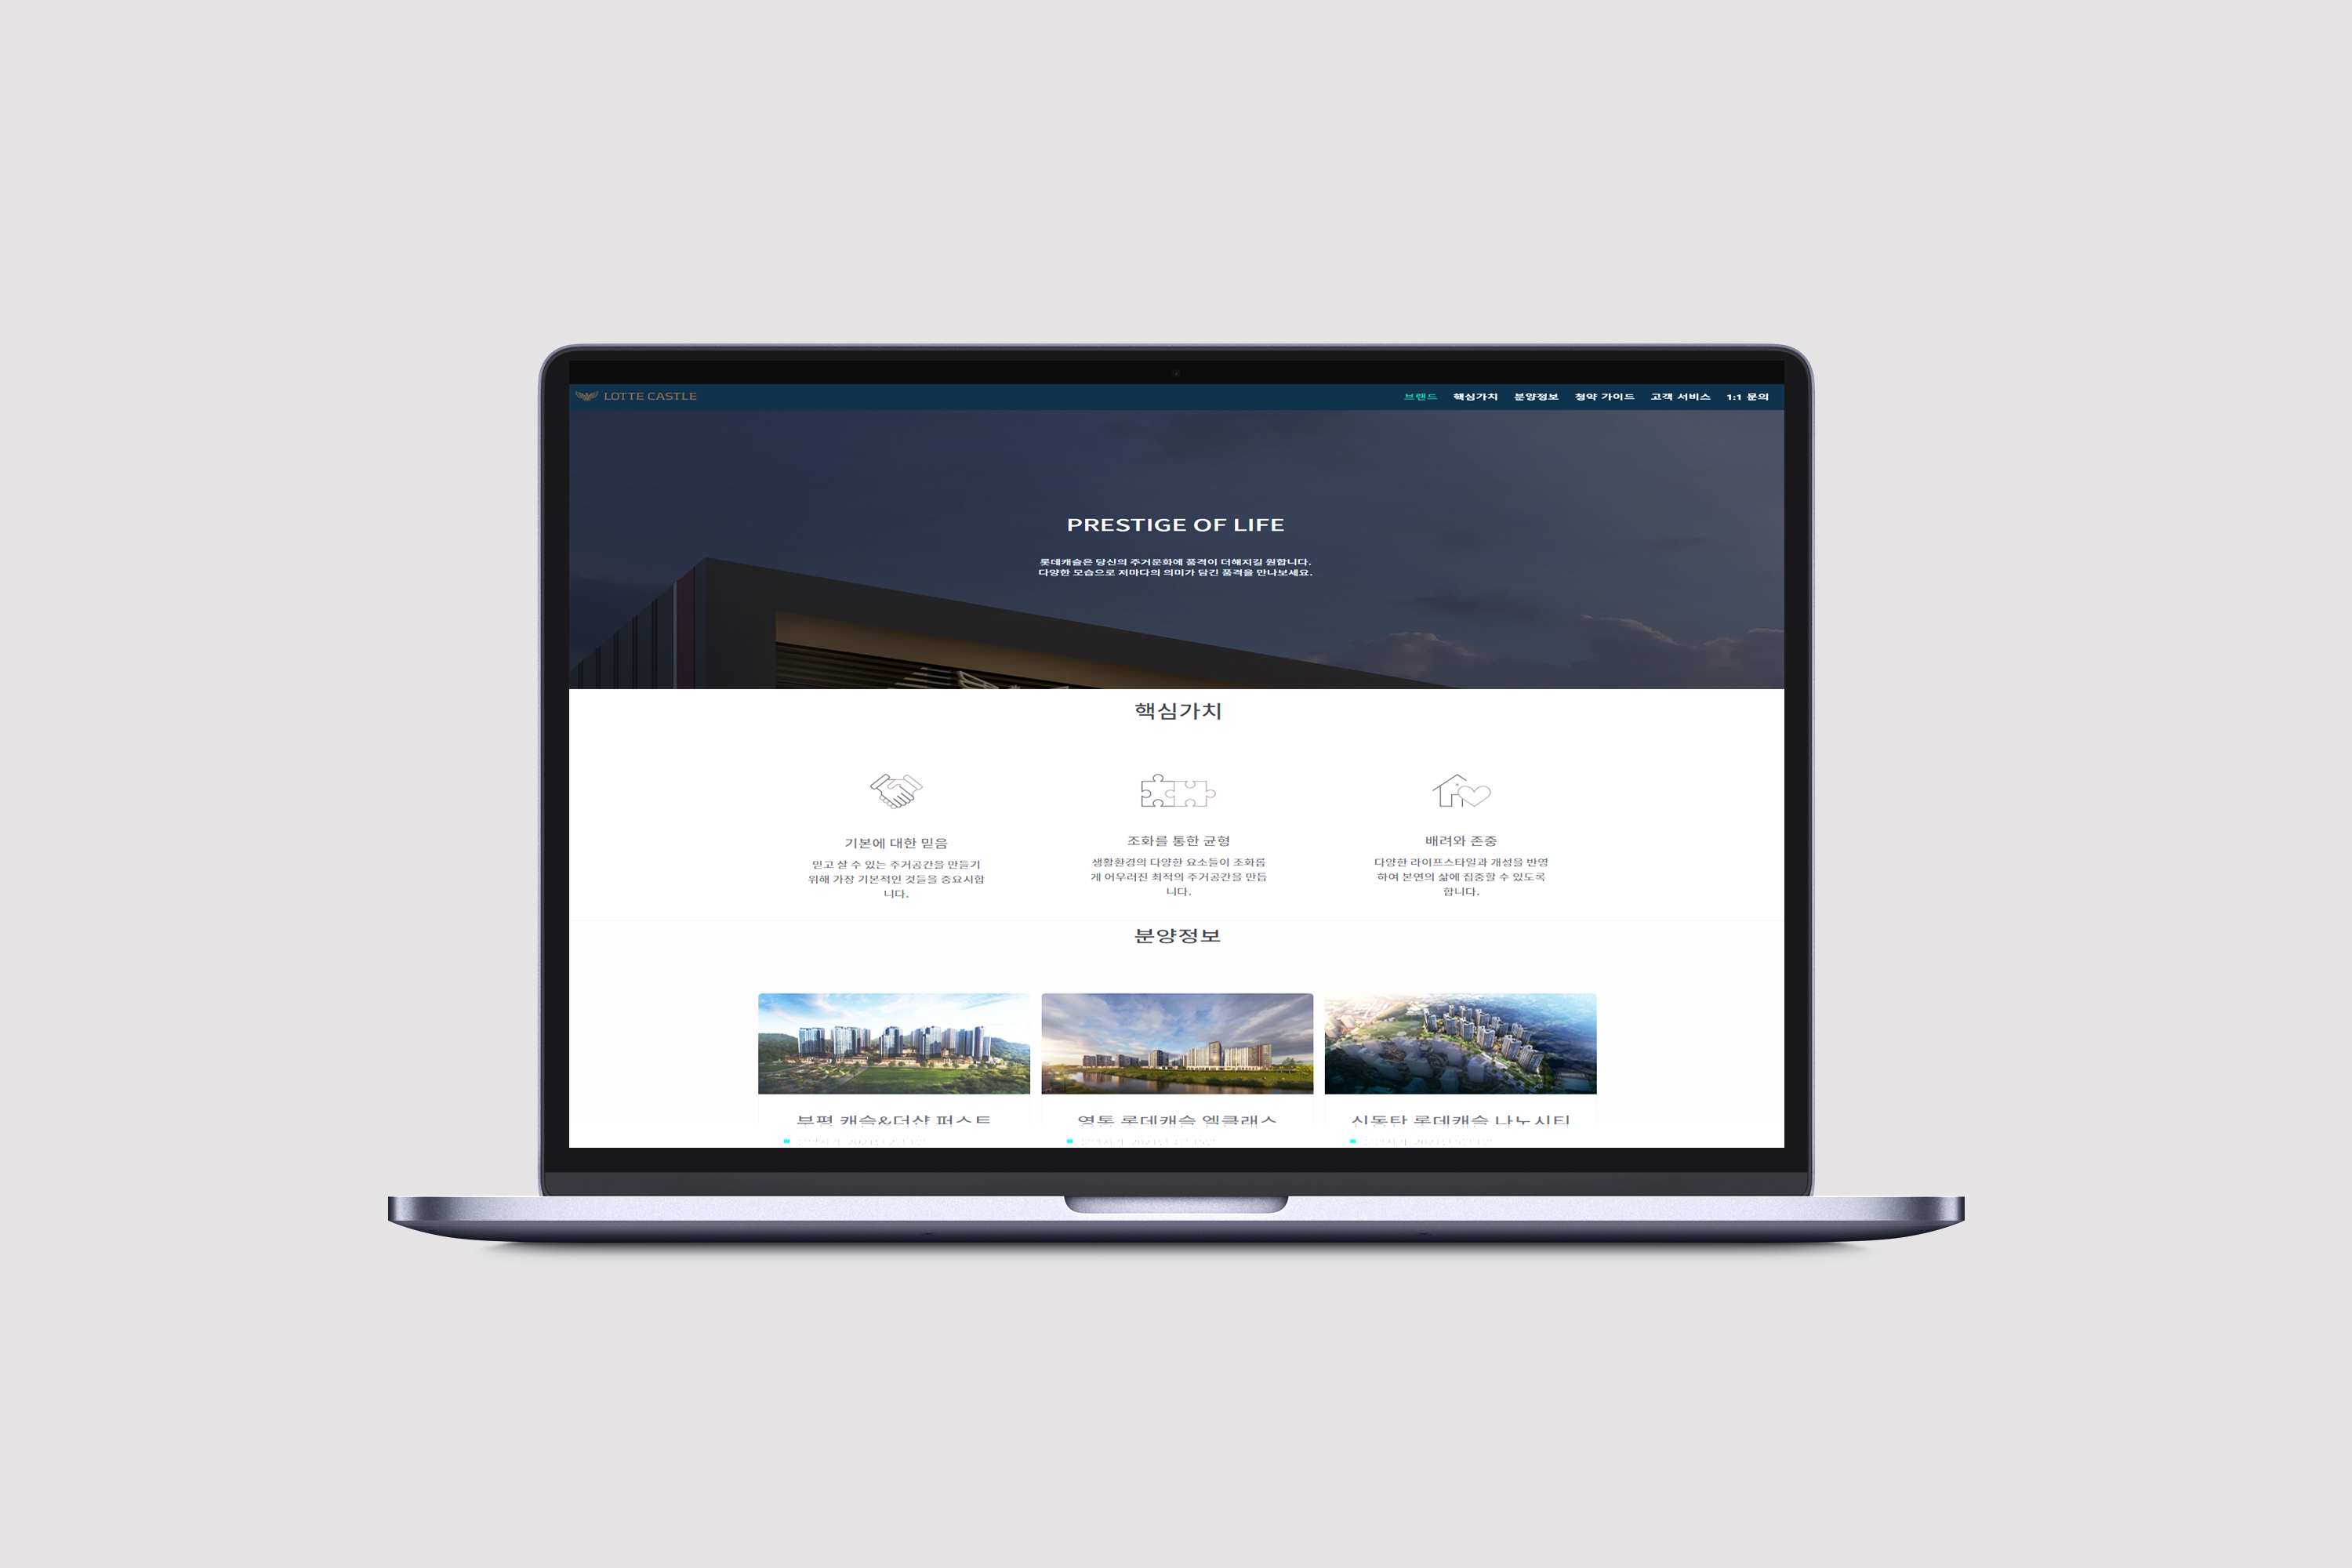 LOTTE CASTLE
브랜드 핵심가치 분양정보 청약 가이드 고객 서비스 1:1 문의
PRESTIGE OF LIFE
롯데캐슬은 당신의 주거문화에 품격이 더해지길 원합니다.
다양한 모습으로 저마다의 의미가 담긴 품격을 만나보세요.
핵심가치
기본에 대한 믿음
믿고 살 수 있는 주거공간을 만들기
위해 가장 기본적인 것들을 중요시합
니다.
조화를 통한 균형
생활환경의 다양한 요소들이 조화롭
게 어우러진 최적의 주거공간을 만듭
니다.
배려와 존중
다양한 라이프스타일과 개성을 반영
하여 본연의 삶에 집중할 수 있도록
합니다.
분양정보
부평 캐슬&더샵 퍼스트
영통 롯데캐슬 엘클래스
신동탄 롯데캐슬 나노시티